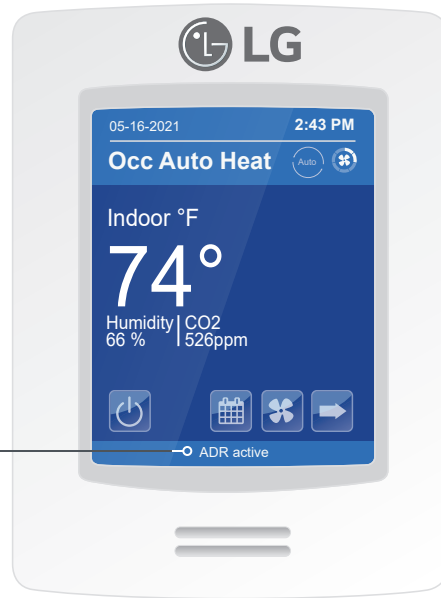 LG
05-16-2021 2:43 PM
Occ Auto Heat Auto
Indoor °F
74°
Humidity CO2
66 % 526ppm
ADR active